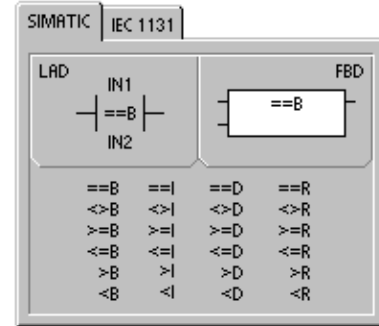 SIMATIC IEC 1131
LAD FBD
IN1
==B ==B
IN2
==B ==I ==D ==R
<>B <>I <>D <>R
>=B >=I >=D >=R
<=B <=I <=D <=R
>B >I >D >R
<B <I <D <R